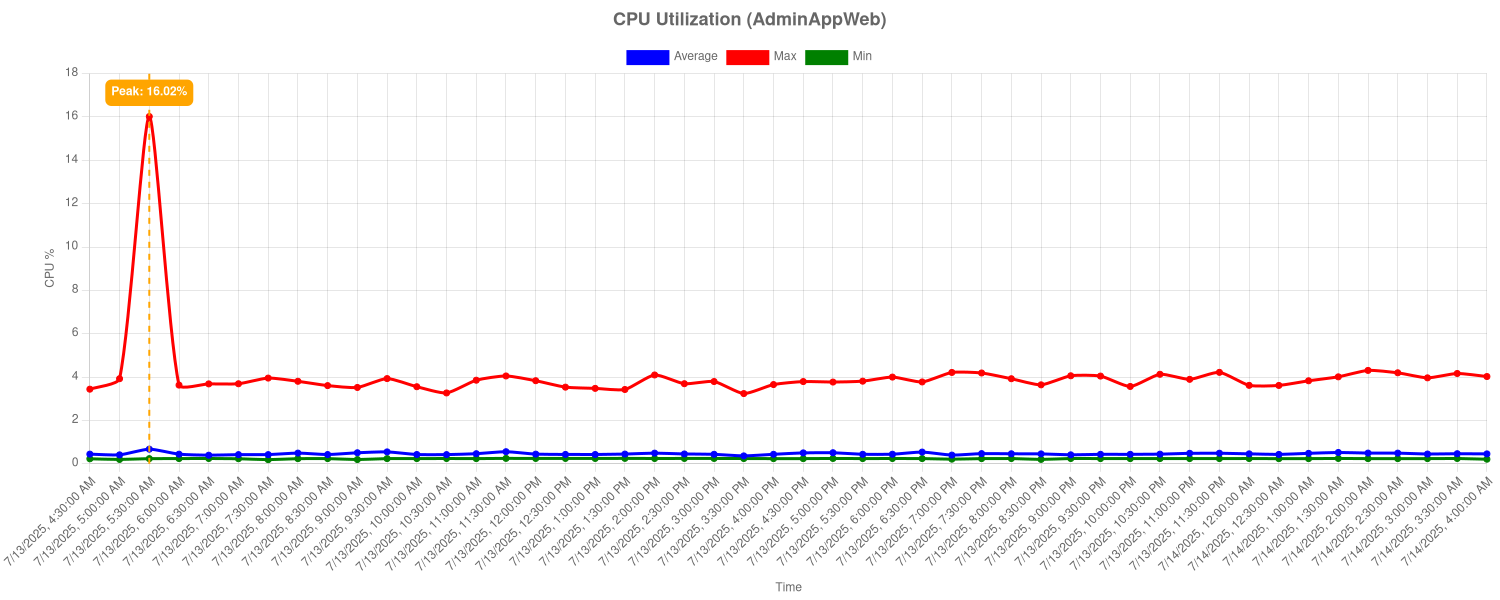 CPU Utilization (AdminAppWeb)
Average Max Min
Peak: 16.02%
CPU %
18
16
14
12
10
8
6
4
2
0
7/13/2025, 4:30:00 AM
7/13/2025, 5:00:00 AM
7/13/2025, 5:30:00 AM
7/13/2025, 6:00:00 AM
7/13/2025, 6:30:00 AM
7/13/2025, 7:00:00 AM
7/13/2025, 7:30:00 AM
7/13/2025, 8:00:00 AM
7/13/2025, 8:30:00 AM
7/13/2025, 9:00:00 AM
7/13/2025, 9:30:00 AM
7/13/2025, 10:00:00 AM
7/13/2025, 10:30:00 AM
7/13/2025, 11:00:00 AM
7/13/2025, 11:30:00 AM
7/13/2025, 12:00:00 PM
7/13/2025, 12:30:00 PM
7/13/2025, 1:00:00 PM
7/13/2025, 1:30:00 PM
7/13/2025, 2:00:00 PM
7/13/2025, 2:30:00 PM
7/13/2025, 3:00:00 PM
7/13/2025, 3:30:00 PM
7/13/2025, 4:00:00 PM
7/13/2025, 4:30:00 PM
7/13/2025, 5:00:00 PM
7/13/2025, 5:30:00 PM
7/13/2025, 6:00:00 PM
7/13/2025, 6:30:00 PM
7/13/2025, 7:00:00 PM
7/13/2025, 7:30:00 PM
7/13/2025, 8:00:00 PM
7/13/2025, 8:30:00 PM
7/13/2025, 9:00:00 PM
7/13/2025, 9:30:00 PM
7/13/2025, 10:00:00 PM
7/13/2025, 10:30:00 PM
7/13/2025, 11:00:00 PM
7/13/2025, 11:30:00 PM
7/14/2025, 12:00:00 AM
7/14/2025, 12:30:00 AM
7/14/2025, 1:00:00 AM
7/14/2025, 1:30:00 AM
7/14/2025, 2:00:00 AM
7/14/2025, 2:30:00 AM
7/14/2025, 3:00:00 AM
7/14/2025, 3:30:00 AM
7/14/2025, 4:00:00 AM
Time